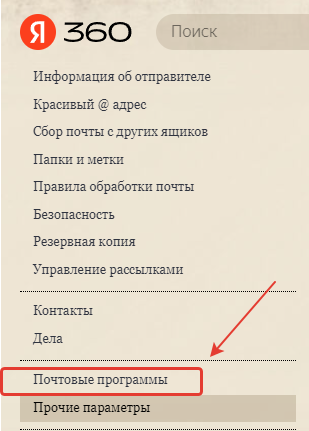 Я 360
Поиск
Информация об отправителе
Красивый @ адрес
Сбор почты с других ящиков
Папки и метки
Правила обработки почты
Безопасность
Резервная копия
Управление рассылками
Контакты
Дела
Почтовые программы
Прочие параметры